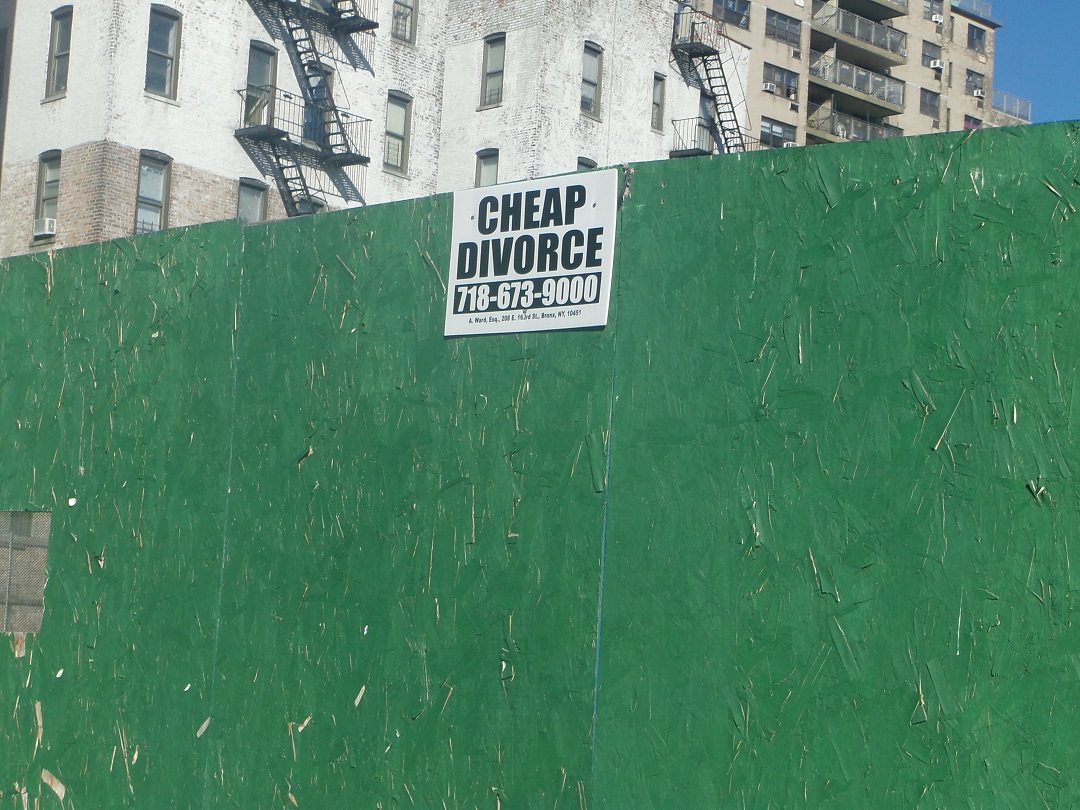 CHEAP
DIVORCE
718-673-9000
A. Ward, Esq., 208 E. 163rd St., Bronx, NY, 10451